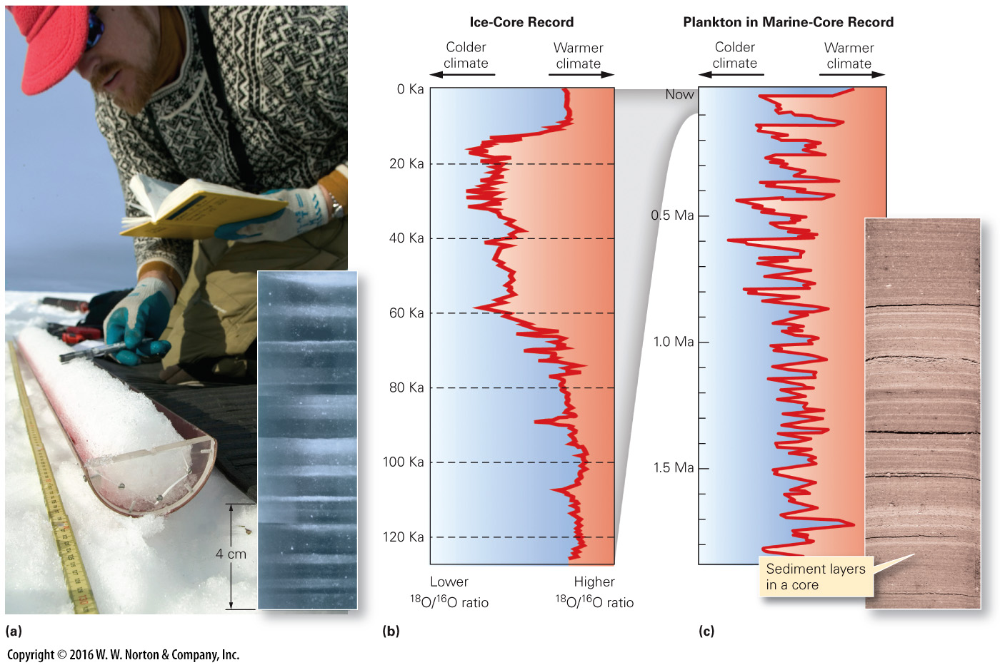 Ice-Core Record
Colder
climate
Warmer
climate
0 Ka
20 Ka
40 Ka
60 Ka
80 Ka
100 Ka
120 Ka
Lower
¹⁸O/¹⁶O ratio
Higher
¹⁸O/¹⁶O ratio
Plankton in Marine-Core Record
Colder
climate
Warmer
climate
Now
0.5 Ma
1.0 Ma
1.5 Ma
Sediment layers
in a core
4 cm
(a)
(b)
(c)
Copyright © 2016 W. W. Norton & Company, Inc.